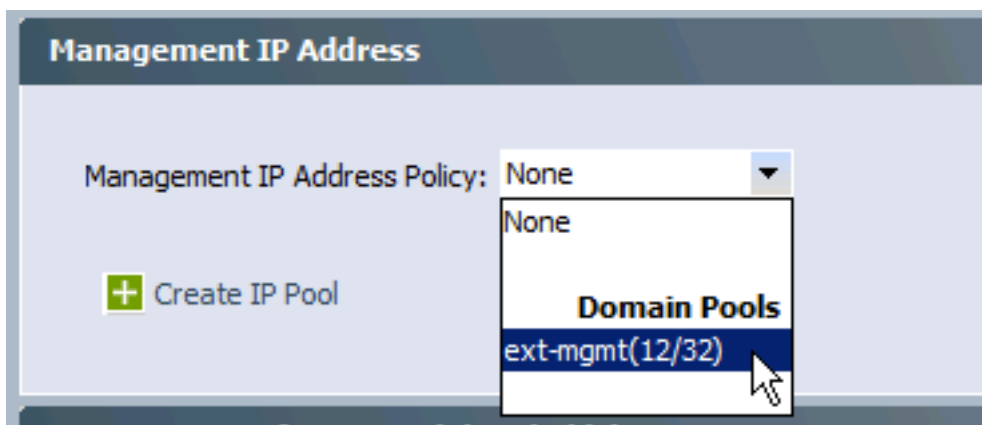 Management IP Address
Management IP Address Policy: None
None
Create IP Pool
Domain Pools
ext-mgmt(12/32)